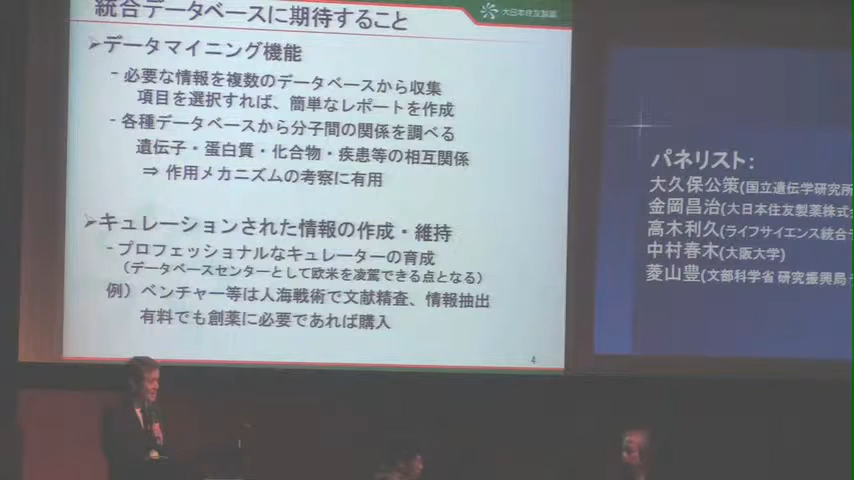 統合データベースに期待すること
大日本住友製薬
➢データマイニング機能
- 必要な情報を複数のデータベースから収集
項目を選択すれば、簡単なレポートを作成
- 各種データベースから分子間の関係を調べる
遺伝子・蛋白質・化合物・疾患等の相互関係
⇒ 作用メカニズムの考察に有用
➢キュレーションされた情報の作成・維持
- プロフェッショナルなキュレーターの育成
（データベースセンターとして欧米を凌駕できる点となる）
例）ベンチャー等は人海戦術で文献精査、情報抽出
有料でも創薬に必要であれば購入
4
パネリスト:
大久保公策(国立遺伝学研究所
金岡昌治(大日本住友製薬株式
高木利久(ライフサイエンス統合
中村春木(大阪大学)
菱山豊(文部科学省 研究振興局